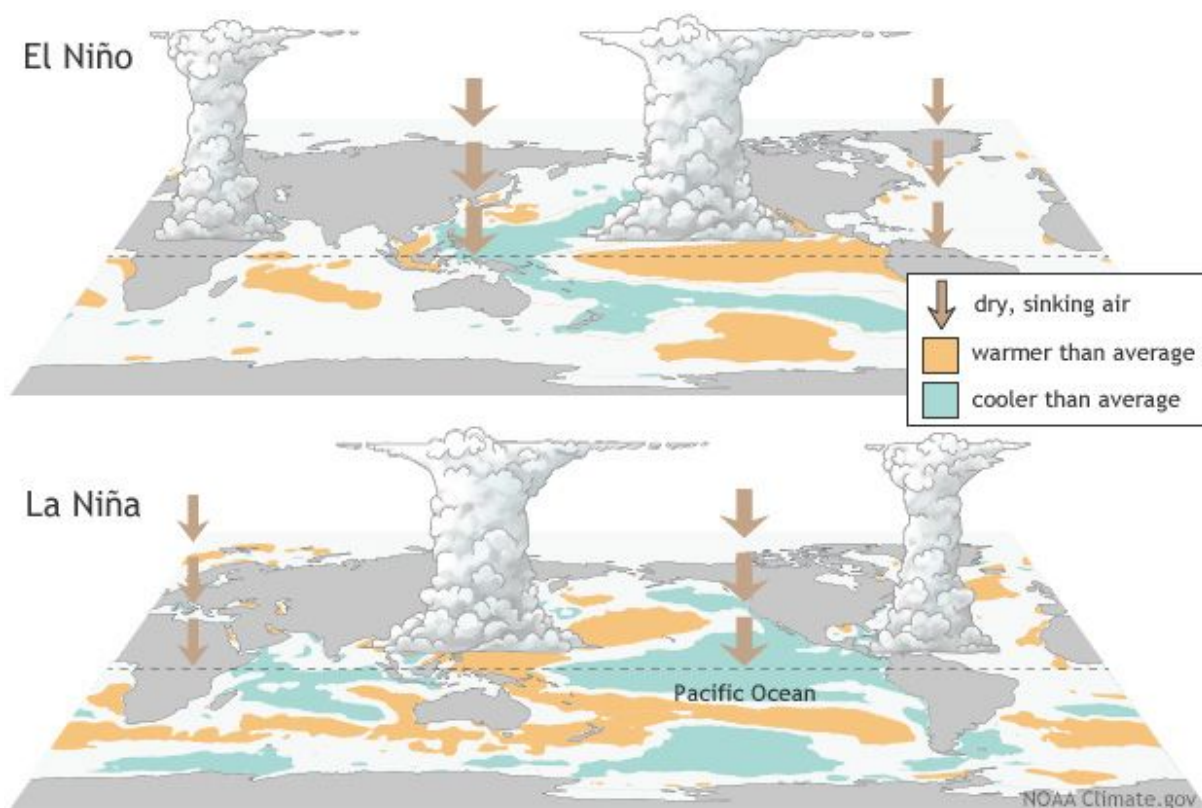 El Niño
dry, sinking air
warmer than average
cooler than average
La Niña
Pacific Ocean
NOAA Climate.gov